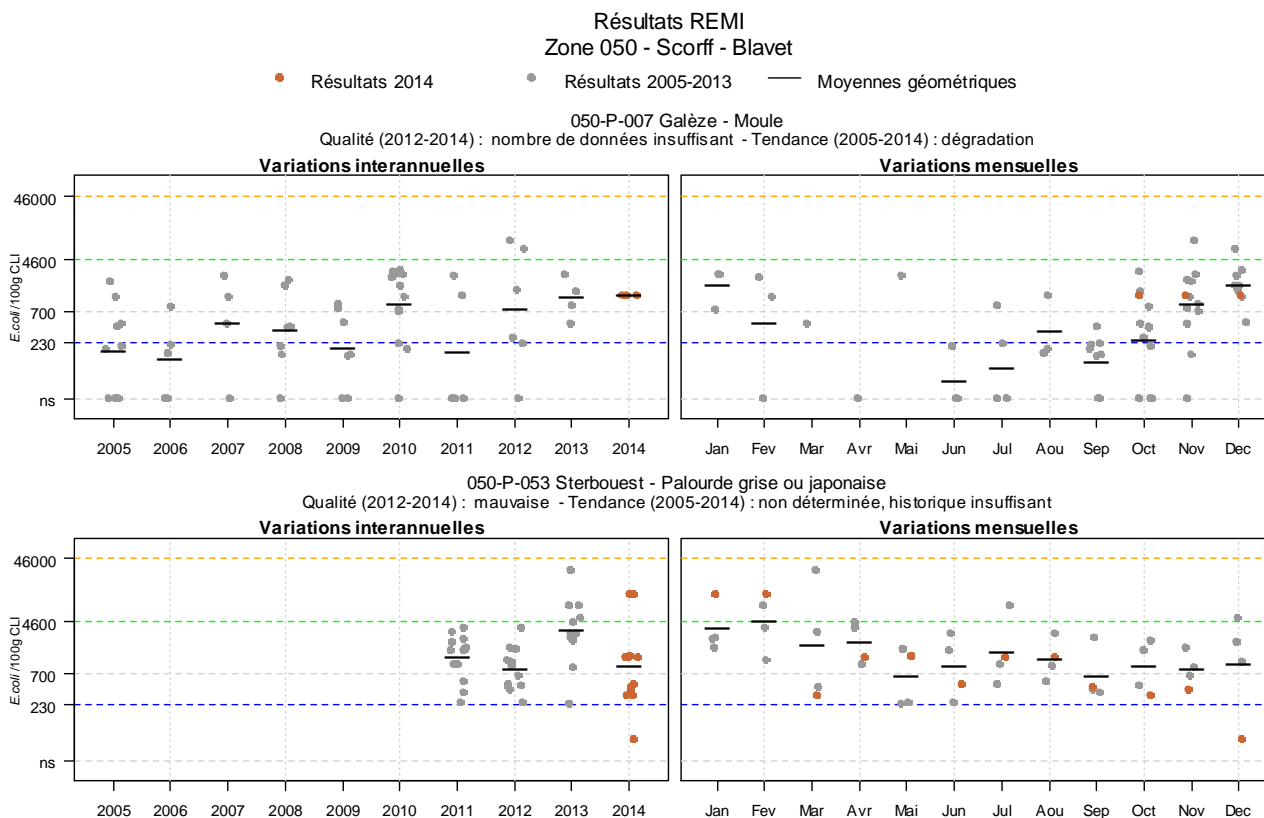 Résultats REMI
Zone 050 - Scorff - Blavet
Résultats 2014 Résultats 2005-2013 Moyennes géométriques
050-P-007 Galèze - Moule
Qualité (2012-2014) : nombre de données insuffisant - Tendance (2005-2014) : dégradation
Variations interannuelles Variations mensuelles
E.coli /100g CLI
46000
4600
700
230
ns
2005 2006 2007 2008 2009 2010 2011 2012 2013 2014
Jan Fev Mar Avr Mai Jun Jul Aou Sep Oct Nov Dec
050-P-053 Sterbouest - Palourde grise ou japonaise
Qualité (2012-2014) : mauvaise - Tendance (2005-2014) : non déterminée, historique insuffisant
Variations interannuelles Variations mensuelles
E.coli /100g CLI
46000
4600
700
230
ns
2005 2006 2007 2008 2009 2010 2011 2012 2013 2014
Jan Fev Mar Avr Mai Jun Jul Aou Sep Oct Nov Dec